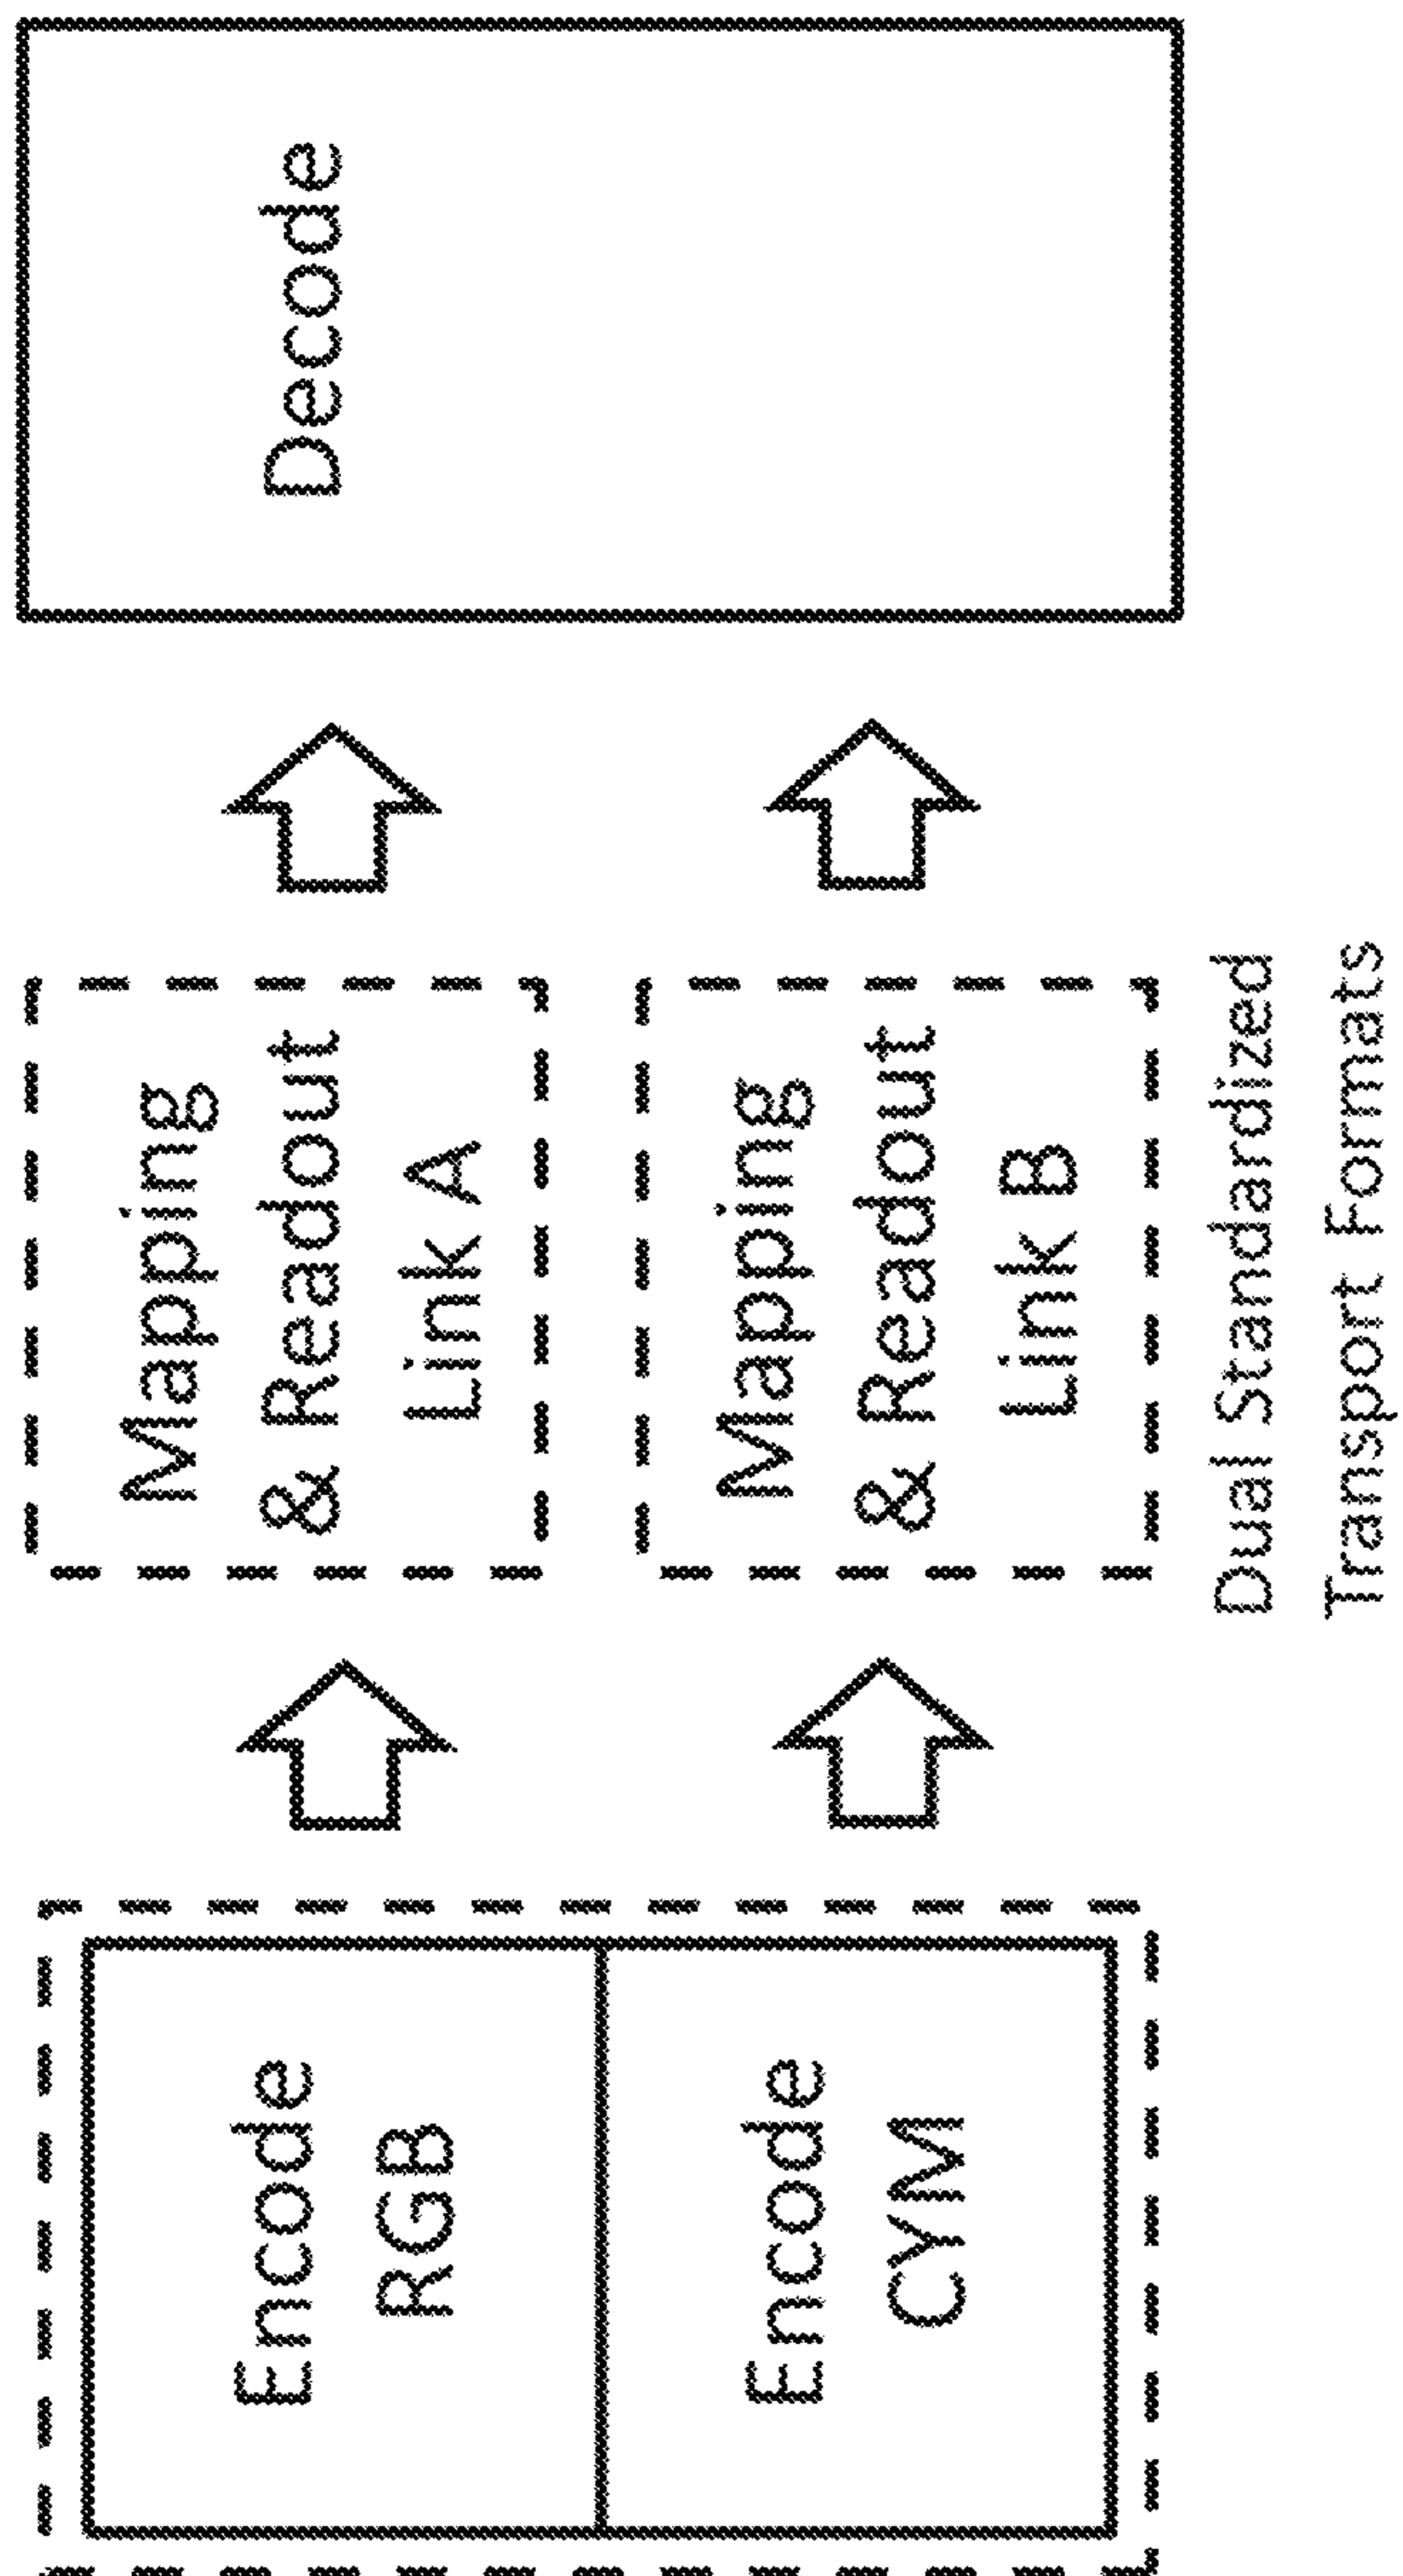 Encode
RGB
Encode
CYM
Mapping
& Readout
Link A
Mapping
& Readout
Link B
Dual Standardized
Transport Formats
Decode